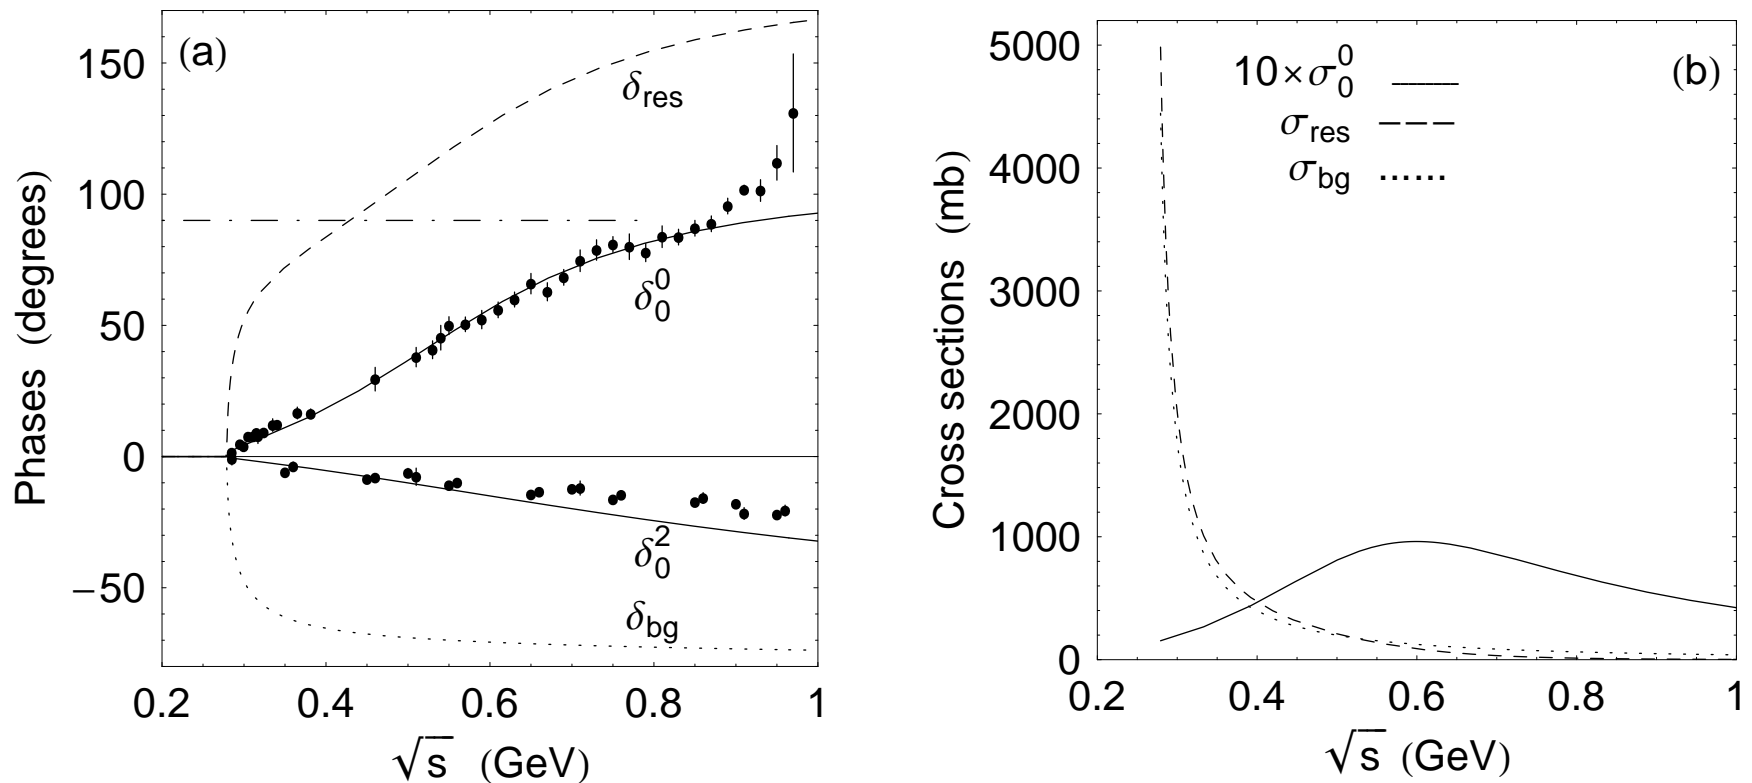 (a)
150
100
50
0
−50
Phases (degrees)
δres
δ⁰₀
δ²₀
δbg
0.2 0.4 0.6 0.8 1
√s (GeV)
(b)
10×σ⁰₀
σres
σbg
5000
4000
3000
2000
1000
0
Cross sections (mb)
0.2 0.4 0.6 0.8 1
√s (GeV)